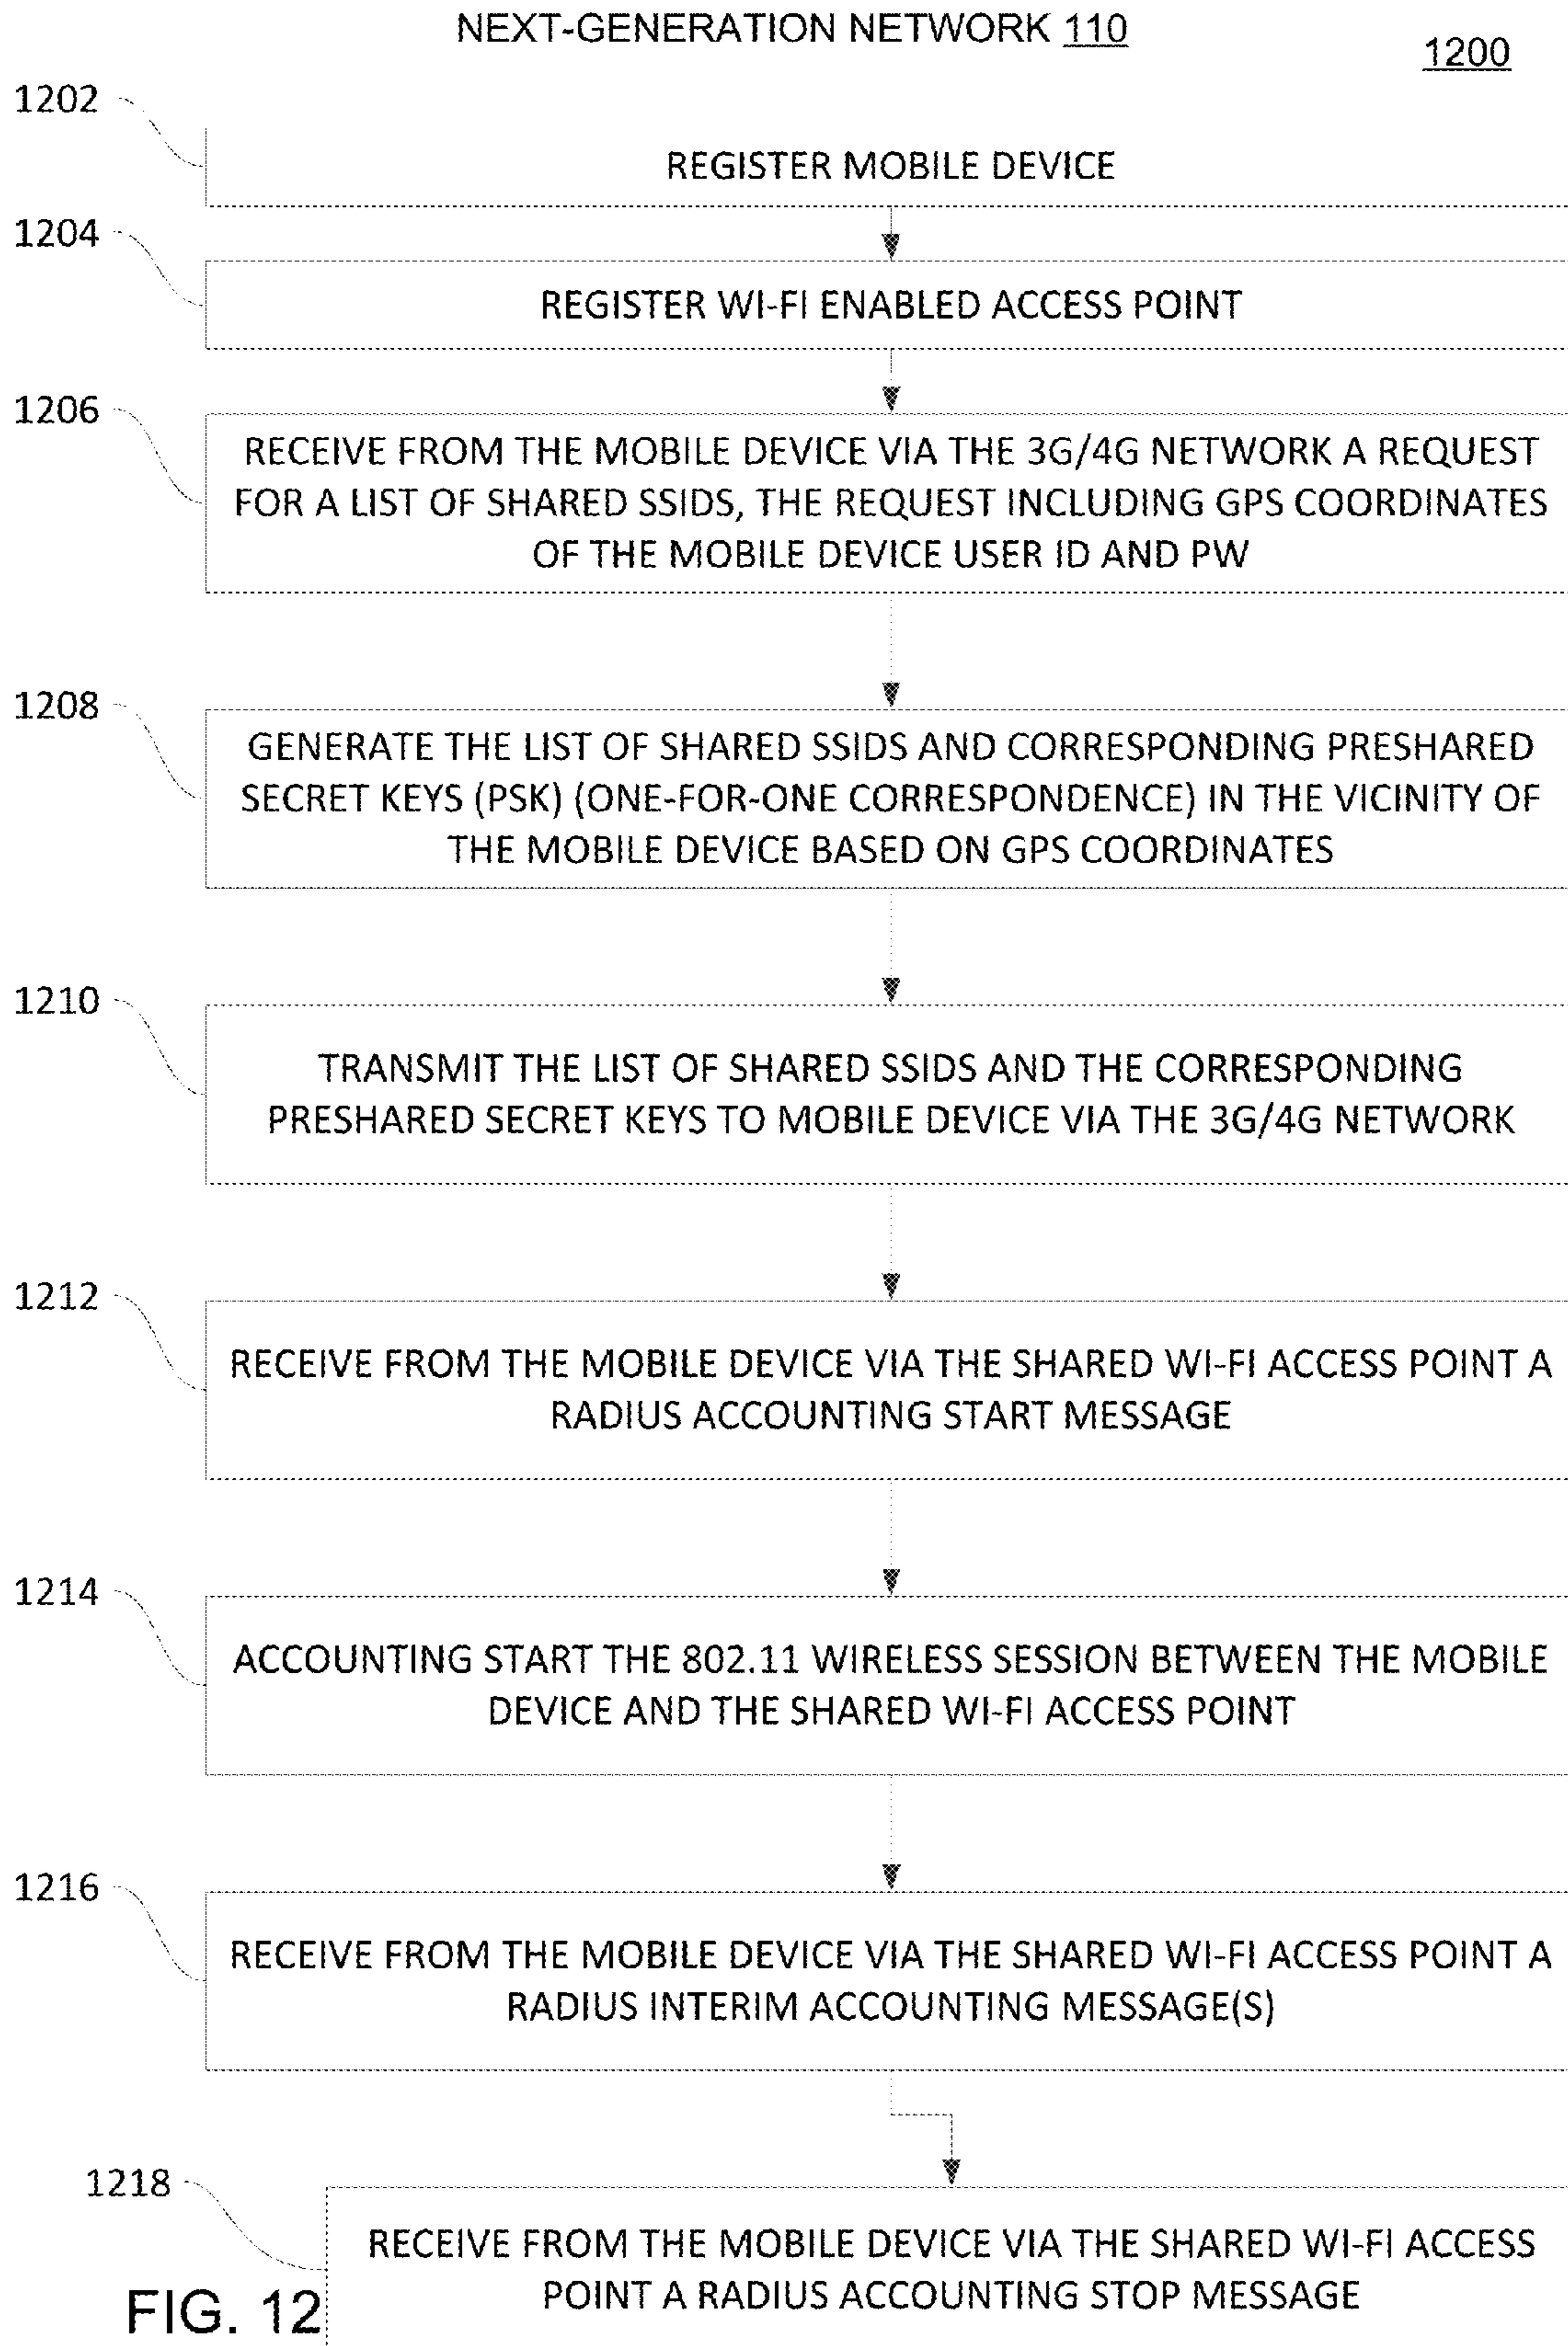 NEXT-GENERATION NETWORK 110
1200
1202
REGISTER MOBILE DEVICE
1204
REGISTER WI-FI ENABLED ACCESS POINT
1206
RECEIVE FROM THE MOBILE DEVICE VIA THE 3G/4G NETWORK A REQUEST
FOR A LIST OF SHARED SSIDS, THE REQUEST INCLUDING GPS COORDINATES
OF THE MOBILE DEVICE USER ID AND PW
1208
GENERATE THE LIST OF SHARED SSIDS AND CORRESPONDING PRESHARED
SECRET KEYS (PSK) (ONE-FOR-ONE CORRESPONDENCE) IN THE VICINITY OF
THE MOBILE DEVICE BASED ON GPS COORDINATES
1210
TRANSMIT THE LIST OF SHARED SSIDS AND THE CORRESPONDING
PRESHARED SECRET KEYS TO MOBILE DEVICE VIA THE 3G/4G NETWORK
1212
RECEIVE FROM THE MOBILE DEVICE VIA THE SHARED WI-FI ACCESS POINT A
RADIUS ACCOUNTING START MESSAGE
1214
ACCOUNTING START THE 802.11 WIRELESS SESSION BETWEEN THE MOBILE
DEVICE AND THE SHARED WI-FI ACCESS POINT
1216
RECEIVE FROM THE MOBILE DEVICE VIA THE SHARED WI-FI ACCESS POINT A
RADIUS INTERIM ACCOUNTING MESSAGE(S)
1218
RECEIVE FROM THE MOBILE DEVICE VIA THE SHARED WI-FI ACCESS
POINT A RADIUS ACCOUNTING STOP MESSAGE
FIG. 12